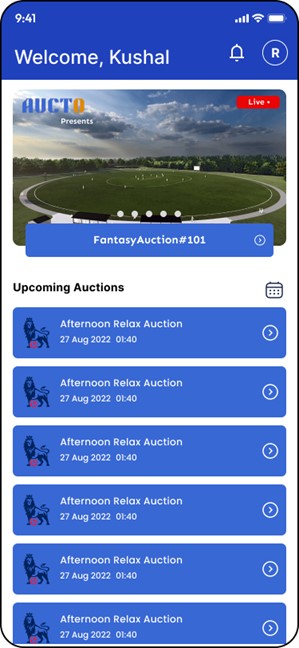 9:41
Welcome, Kushal
R
AUCTO
Presents
Live •
FantasyAuction#101
Upcoming Auctions
Afternoon Relax Auction
27 Aug 2022 01:40
Afternoon Relax Auction
27 Aug 2022 01:40
Afternoon Relax Auction
27 Aug 2022 01:40
Afternoon Relax Auction
27 Aug 2022 01:40
Afternoon Relax Auction
27 Aug 2022 01:40
Afternoon Relax Auction
27 Aug 2022 01:40